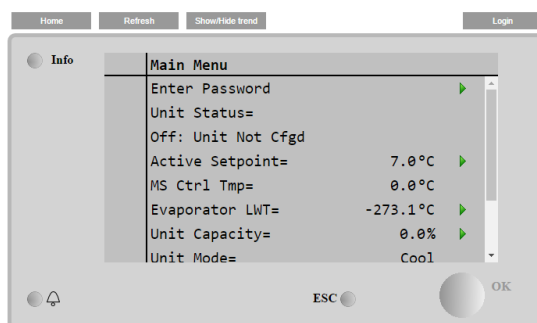 Home Refresh Show/Hide trend Login
Info
Main Menu
Enter Password
Unit Status=
Off: Unit Not Cfgd
Active Setpoint= 7.0°C
MS Ctrl Tmp= 0.0°C
Evaporator LWT= -273.1°C
Unit Capacity= 0.0%
Unit Mode= Cool
ESC OK